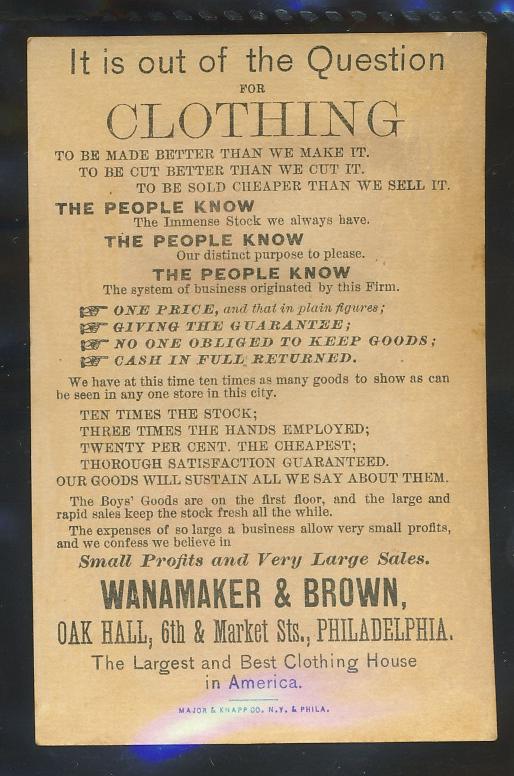 It is out of the Question
FOR
CLOTHING
TO BE MADE BETTER THAN WE MAKE IT.
TO BE CUT BETTER THAN WE CUT IT.
TO BE SOLD CHEAPER THAN WE SELL IT.
THE PEOPLE KNOW
The Immense Stock we always have.
THE PEOPLE KNOW
Our distinct purpose to please.
THE PEOPLE KNOW
The system of business originated by this Firm.
☞ ONE PRICE, and that in plain figures;
☞ GIVING THE GUARANTEE;
☞ NO ONE OBLIGED TO KEEP GOODS;
☞ CASH IN FULL RETURNED.
We have at this time ten times as many goods to show as can
be seen in any one store in this city.
TEN TIMES THE STOCK;
THREE TIMES THE HANDS EMPLOYED;
TWENTY PER CENT. THE CHEAPEST;
THOROUGH SATISFACTION GUARANTEED.
OUR GOODS WILL SUSTAIN ALL WE SAY ABOUT THEM.
The Boys' Goods are on the first floor, and the large and
rapid sales keep the stock fresh all the while.
The expenses of so large a business allow very small profits,
and we confess we believe in
Small Profits and Very Large Sales.
WANAMAKER & BROWN,
OAK HALL, 6th & Market Sts., PHILADELPHIA.
The Largest and Best Clothing House
in America.
MAJOR & KNAPP CO. N.Y. & PHILA.